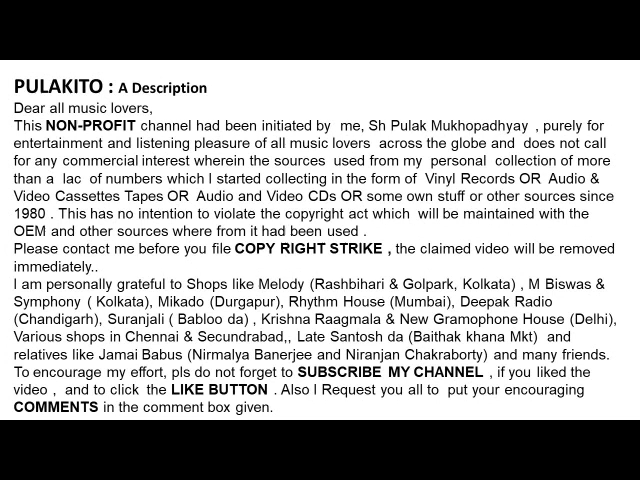 PULAKITO : A Description
Dear all music lovers,
This NON-PROFIT channel had been initiated by me, Sh Pulak Mukhopadhyay , purely for
entertainment and listening pleasure of all music lovers across the globe and does not call
for any commercial interest wherein the sources used from my personal collection of more
than a lac of numbers which I started collecting in the form of Vinyl Records OR Audio &
Video Cassettes Tapes OR Audio and Video CDs OR some own stuff or other sources since
1980 . This has no intention to violate the copyright act which will be maintained with the
OEM and other sources where from it had been used .
Please contact me before you file COPY RIGHT STRIKE , the claimed video will be removed
immediately..
I am personally grateful to Shops like Melody (Rashbihari & Golpark, Kolkata) , M Biswas &
Symphony ( Kolkata), Mikado (Durgapur), Rhythm House (Mumbai), Deepak Radio
(Chandigarh), Suranjali ( Babloo da) , Krishna Raagmala & New Gramophone House (Delhi),
Various shops in Chennai & Secundrabad,, Late Santosh da (Baithak khana Mkt) and
relatives like Jamai Babus (Nirmalya Banerjee and Niranjan Chakraborty) and many friends.
To encourage my effort, pls do not forget to SUBSCRIBE MY CHANNEL , if you liked the
video , and to click the LIKE BUTTON . Also I Request you all to put your encouraging
COMMENTS in the comment box given.